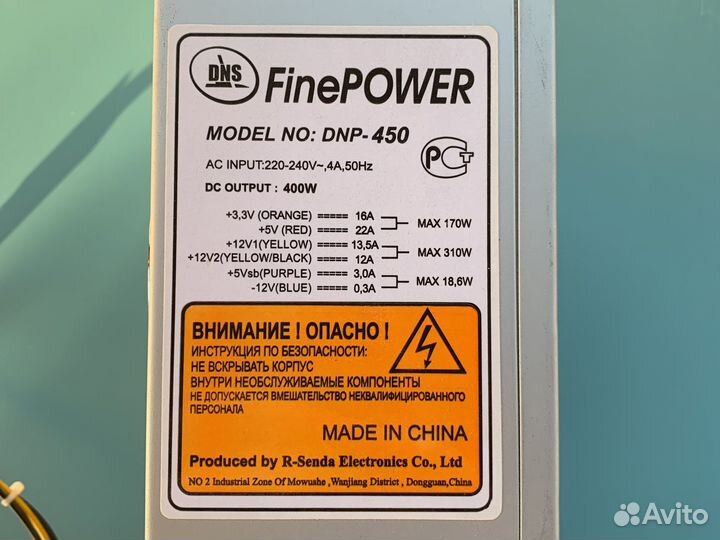 DNS
FinePOWER
MODEL NO: DNP-450
AC INPUT:220-240V~,4A,50Hz
DC OUTPUT : 400W
РСТ
+3,3V (ORANGE) ===== 16A
+5V (RED) ===== 22A
MAX 170W
+12V1(YELLOW) ===== 13,5A
+12V2(YELLOW/BLACK) ===== 12A
MAX 310W
+5Vsb(PURPLE) ===== 3,0A
-12V(BLUE) ===== 0,3A
MAX 18,6W
ВНИМАНИЕ ! ОПАСНО !
ИНСТРУКЦИЯ ПО БЕЗОПАСНОСТИ:
НЕ ВСКРЫВАТЬ КОРПУС
ВНУТРИ НЕОБСЛУЖИВАЕМЫЕ КОМПОНЕНТЫ
НЕ ДОПУСКАЕТСЯ ВМЕШАТЕЛЬСТВО НЕКВАЛИФИЦИРОВАННОГО
ПЕРСОНАЛА
MADE IN CHINA
Produced by R-Senda Electronics Co., Ltd
NO 2 Industrial Zone Of Mowushe ,Wanjiang District , Dongguan,China
Avito